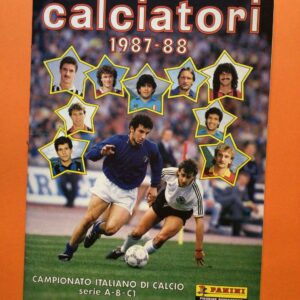 calciatori
1987-88
CAMPIONATO ITALIANO DI CALCIO
serie A-B-C1
PANINI